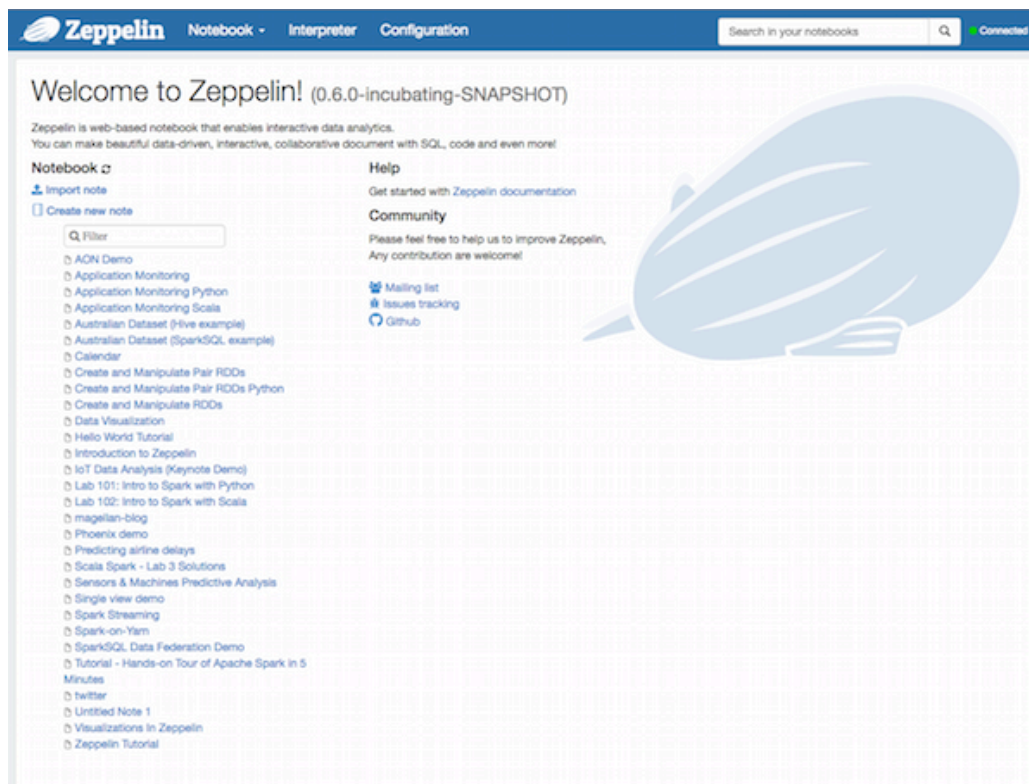 Zeppelin Notebook Interpreter Configuration Search in your notebooks Connected
Welcome to Zeppelin! (0.6.0-incubating-SNAPSHOT)
Zeppelin is web-based notebook that enables interactive data analytics.
You can make beautiful data-driven, interactive, collaborative document with SQL, code and even more!
Notebook
Import note
Create new note
Filter
AON Demo
Application Monitoring
Application Monitoring Python
Application Monitoring Scala
Australian Dataset (Hive example)
Australian Dataset (SparkSQL example)
Calendar
Create and Manipulate Pair RDDs
Create and Manipulate Pair RDDs Python
Create and Manipulate RDDs
Data Visualization
Hello World Tutorial
Introduction to Zeppelin
IoT Data Analysis (Keynote Demo)
Lab 101: Intro to Spark with Python
Lab 102: Intro to Spark with Scala
magellan-blog
Phoenix demo
Predicting airline delays
Scala Spark - Lab 3 Solutions
Sensors & Machines Predictive Analysis
Single view demo
Spark Streaming
Spark-on-Yarn
SparkSQL Data Federation Demo
Tutorial - Hands-on Tour of Apache Spark in 5
Minutes
twitter
Untitled Note 1
Visualizations In Zeppelin
Zeppelin Tutorial
Help
Get started with Zeppelin documentation
Community
Please feel free to help us to improve Zeppelin,
Any contribution are welcome!
Mailing list
Issues tracking
Github